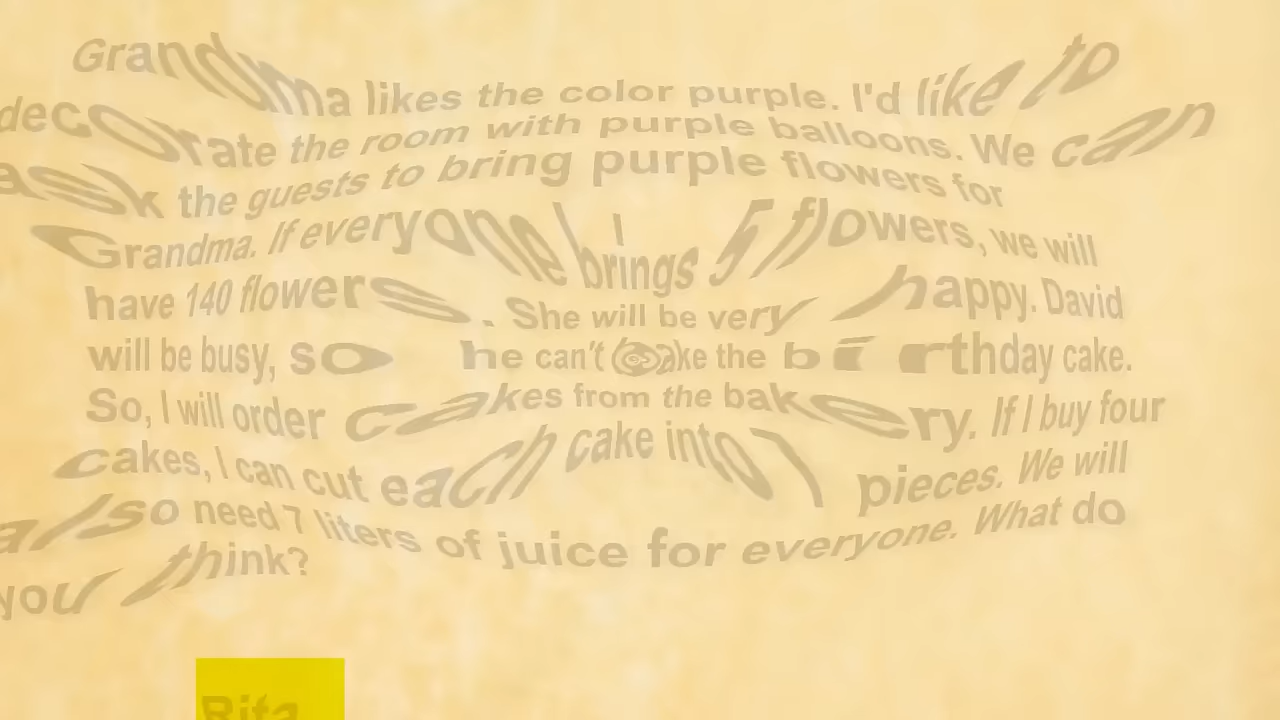 Grandma likes the color purple. I'd like to
decorate the room with purple balloons. We can
ask the guests to bring purple flowers for
Grandma. If everyone brings 5 flowers, we will
have 140 flowers. She will be very happy. David
will be busy, so he can't make the birthday cake.
So, I will order cakes from the bakery. If I buy four
cakes, I can cut each cake into 7 pieces. We will
also need 7 liters of juice for everyone. What do
you think?
Rita